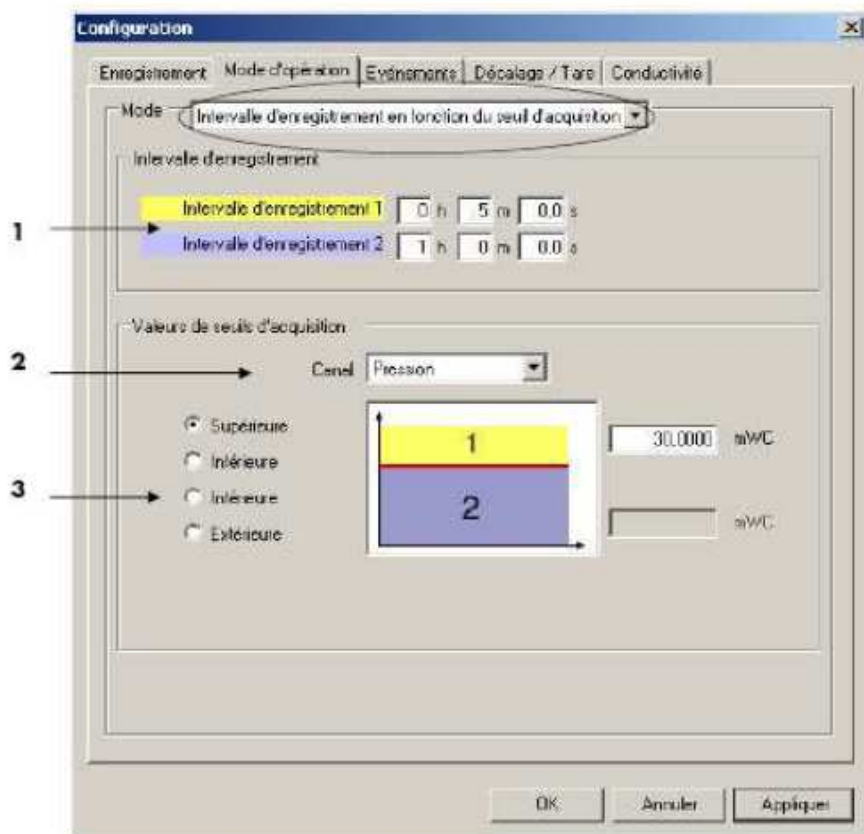 Configuration
Enregistrement Mode d'opération Evénements Décalage / Tare Conductivité
Mode Intervalle d'enregistrement en fonction du seuil d'acquisition
Intervalle d'enregistrement
1
Intervalle d'enregistrement 1 0 h 5 m 0.0 s
Intervalle d'enregistrement 2 1 h 0 m 0.0 s
Valeurs de seuils d'acquisition
2
Canal Pression
Supérieure
1
30.0000 mWC
Inférieure
3
Intérieure
2
mWC
Extérieure
OK Annuler Appliquer